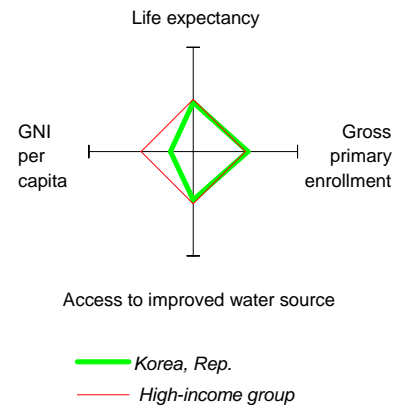 Life expectancy
GNI
per
capita
Gross
primary
enrollment
Access to improved water source
Korea, Rep.
High-income group